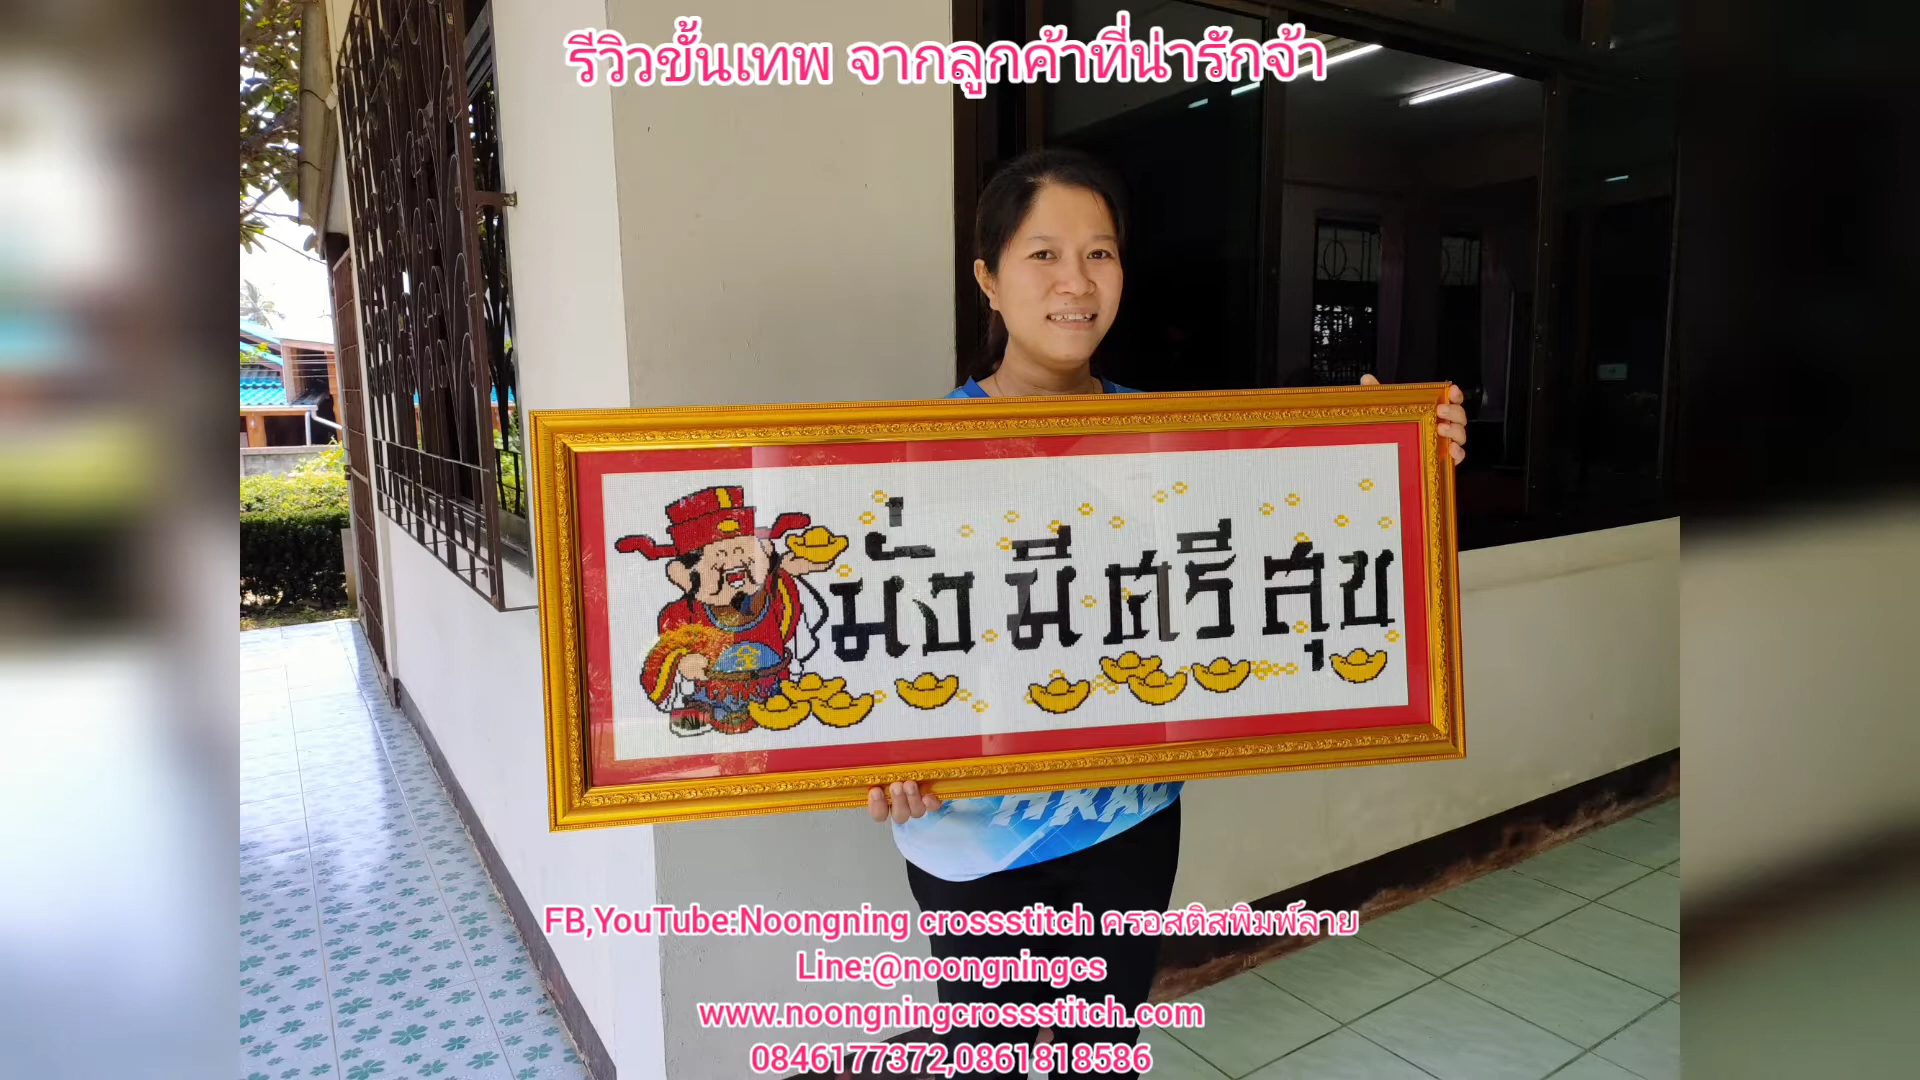 รีวิวขั้นเทพ จากลูกค้าที่น่ารักจ้า
มั่ง มี ศรี สุข
FB,YouTube:Noongning crossstitch ครอสติสพิมพ์ลาย
Line:@noongningcs
www.noongningcrossstitch.com
0846177372,0861818586